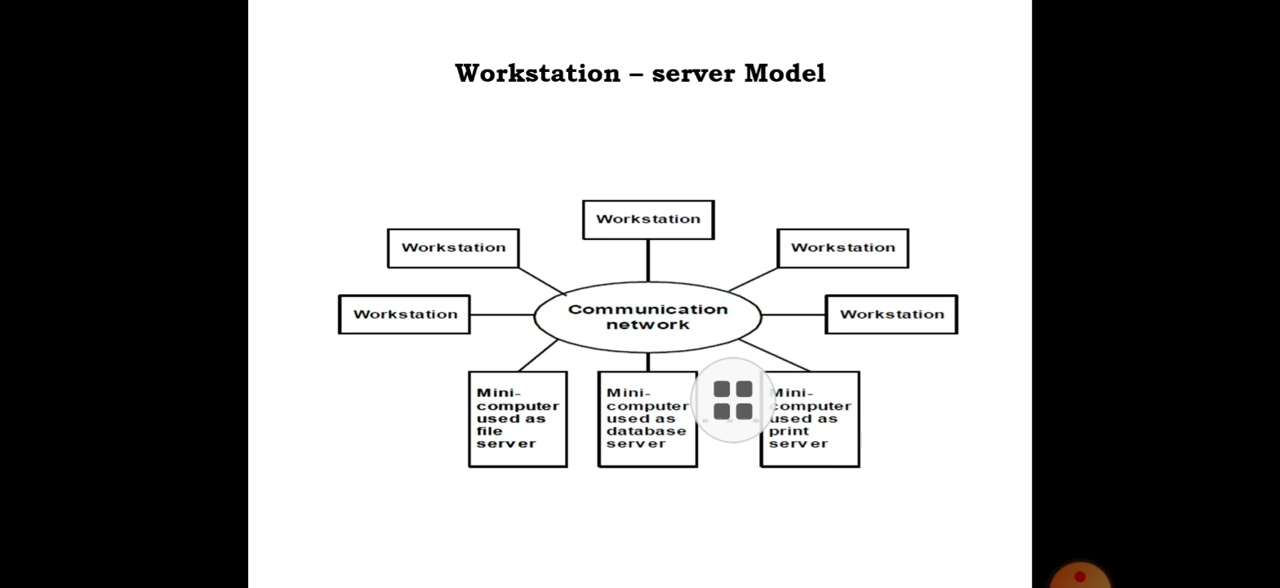 Workstation – server Model
Workstation
Workstation
Workstation
Workstation
Workstation
Communication
network
Mini-
computer
used as
file
server
Mini-
computer
used as
database
server
Mini-
computer
used as
print
server